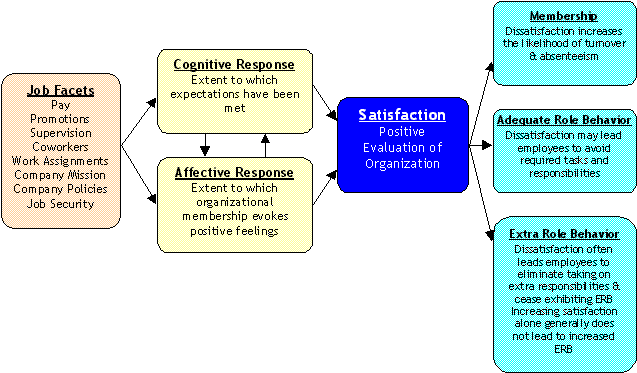 Job Facets
Pay
Promotions
Supervision
Coworkers
Work Assignments
Company Mission
Company Policies
Job Security
Cognitive Response
Extent to which
expectations have been
met
Affective Response
Extent to which
organizational
membership evokes
positive feelings
Satisfaction
Positive
Evaluation of
Organization
Membership
Dissatisfaction increases
the likelihood of turnover
& absenteeism
Adequate Role Behavior
Dissatisfaction may lead
employees to avoid
required tasks and
responsibilities
Extra Role Behavior
Dissatisfaction often
leads employees to
eliminate taking on
extra responsibilities &
cease exhibiting ERB
Increasing satisfaction
alone generally does
not lead to increased
ERB